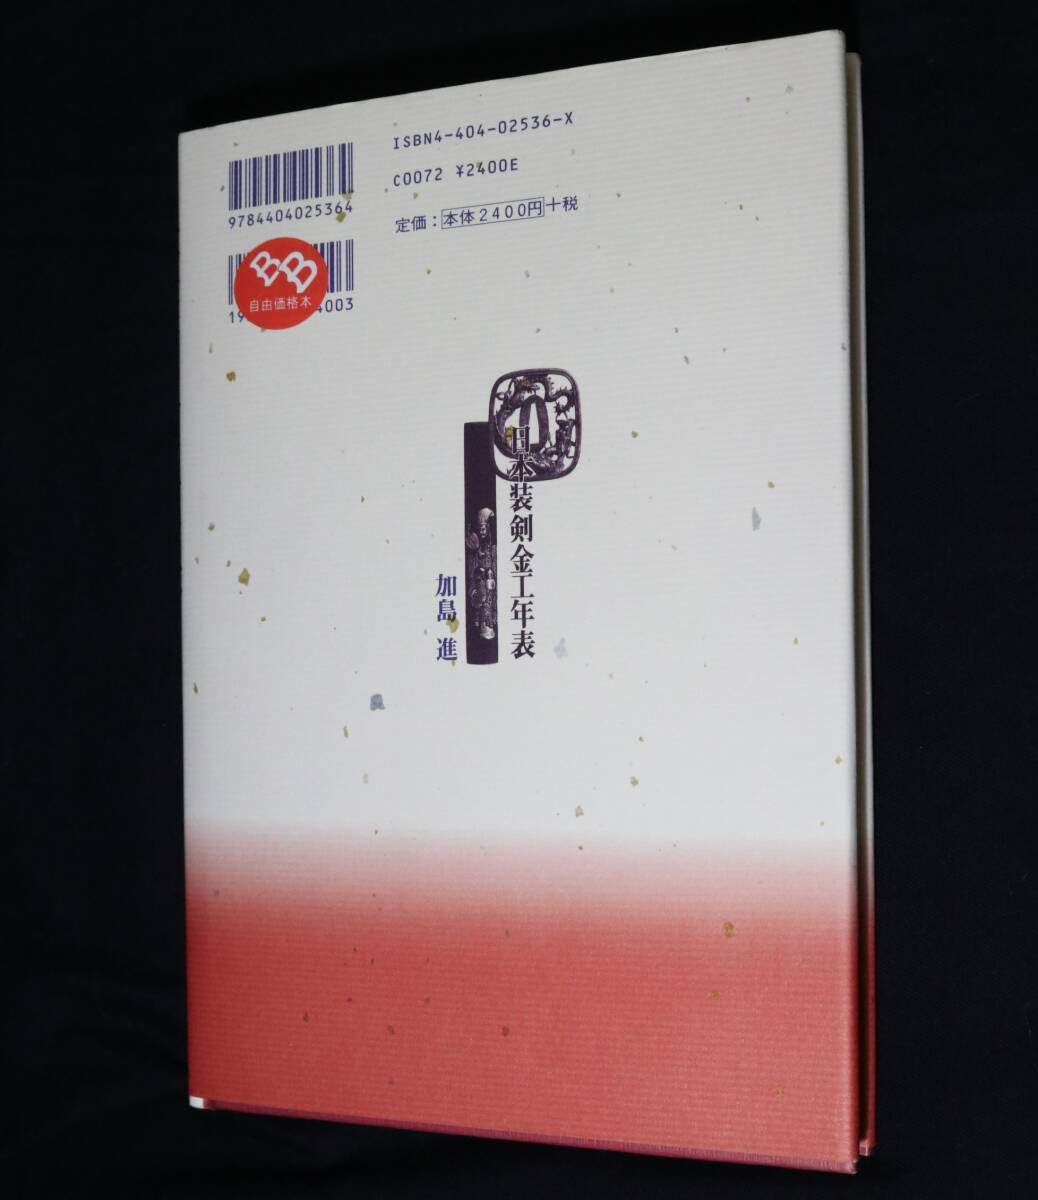 ISBN4-404-02536-X
C0072 ¥2400E
定価：本体2400円+税
9784404025364
BB
自由価格本
19
4003
日本装剣金工年表
加島 進